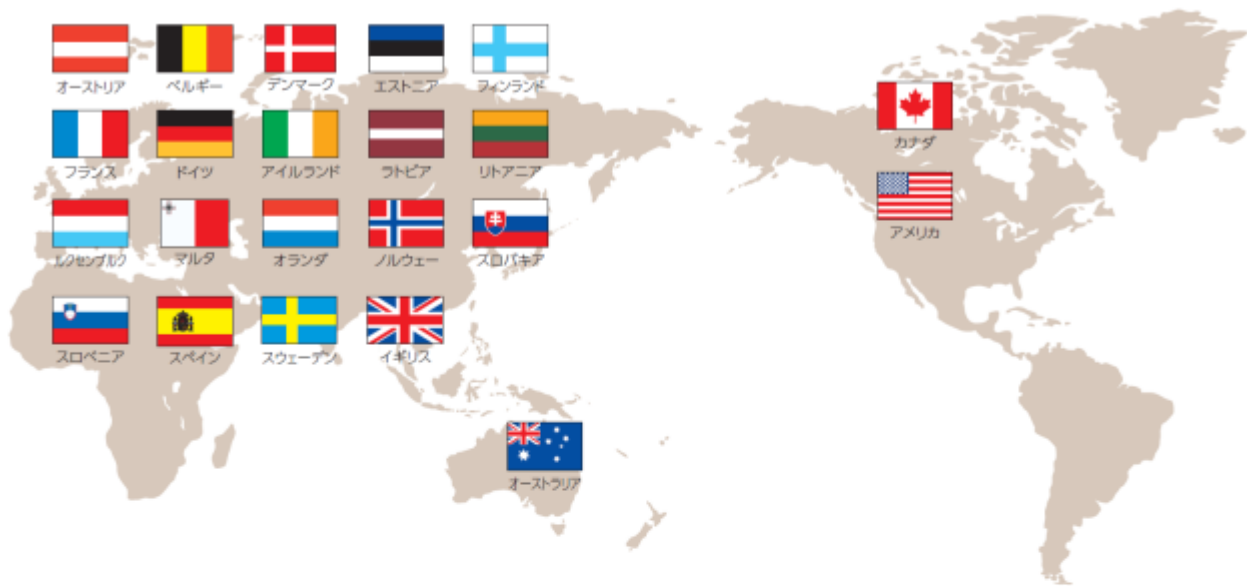 オーストリア
ベルギー
デンマーク
エストニア
フィンランド
フランス
ドイツ
アイルランド
ラトビア
リトアニア
ルクセンブルク
マルタ
オランダ
ノルウェー
スロバキア
スロベニア
スペイン
スウェーデン
イギリス
オーストラリア
カナダ
アメリカ